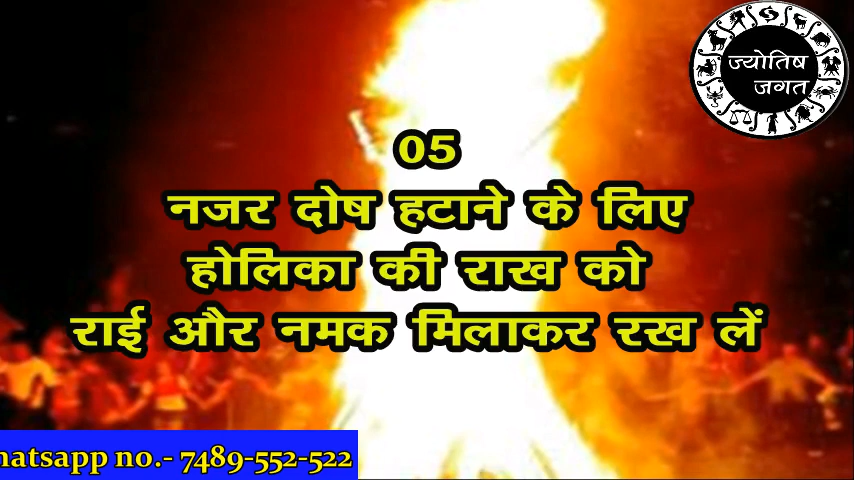 ज्योतिष
जगत
05
नजर दोष हटाने के लिए
होलिका की राख को
राई और नमक मिलाकर रख लें
hatsapp no.- 7489-552-522